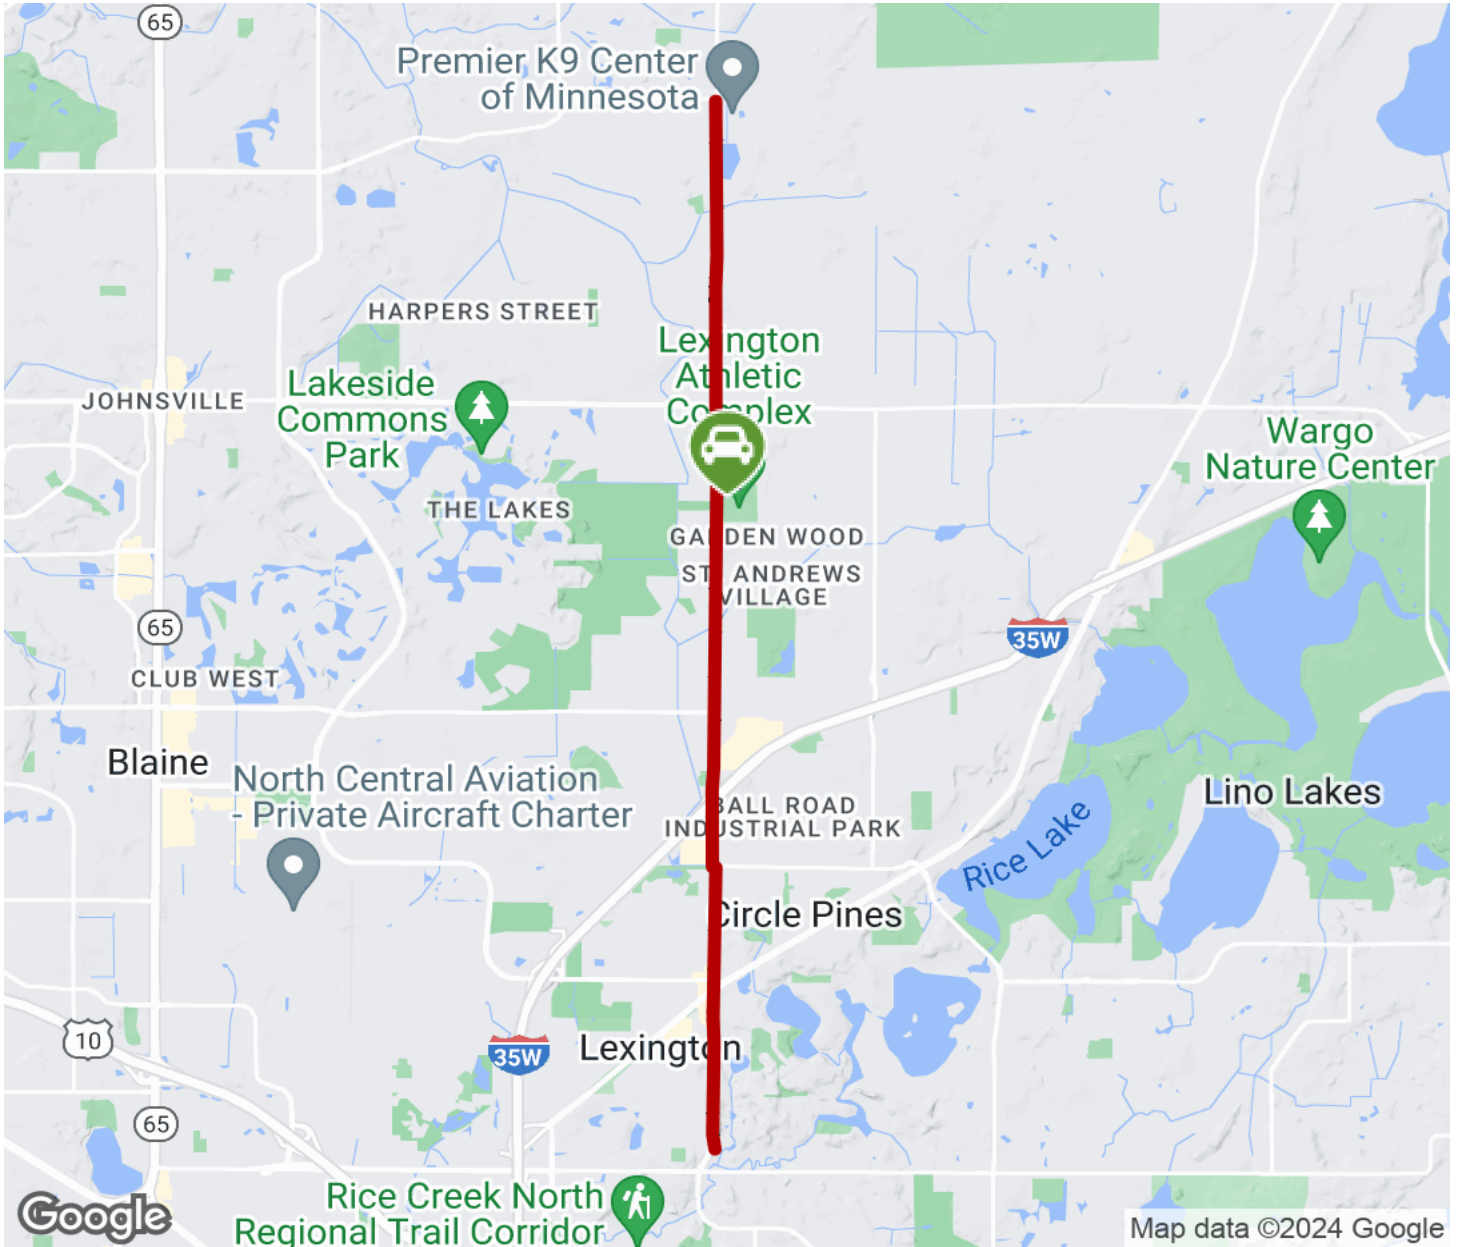 65
Premier K9 Center
of Minnesota
HARPERS STREET
Lexington
Athletic
Complex
Lakeside
Commons
Park
JOHNSVILLE
Wargo
Nature Center
THE LAKES
GARDEN WOOD
ST. ANDREWS
VILLAGE
65
35W
CLUB WEST
Blaine
North Central Aviation
- Private Aircraft Charter
BALL ROAD
INDUSTRIAL PARK
Lino Lakes
Rice Lake
Circle Pines
10
35W
Lexington
65
Rice Creek North
Regional Trail Corridor
Google
Map data ©2024 Google